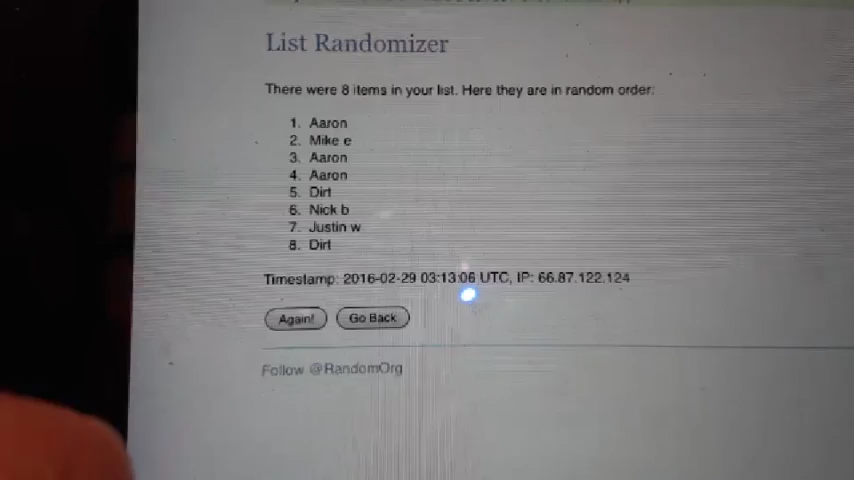 List Randomizer
There were 8 items in your list. Here they are in random order:
1. Aaron
2. Mike e
3. Aaron
4. Aaron
5. Dirt
6. Nick b
7. Justin w
8. Dirt
Timestamp: 2016-02-29 03:13:06 UTC, IP: 66.87.122.124
Again! Go Back
Follow @RandomOrg